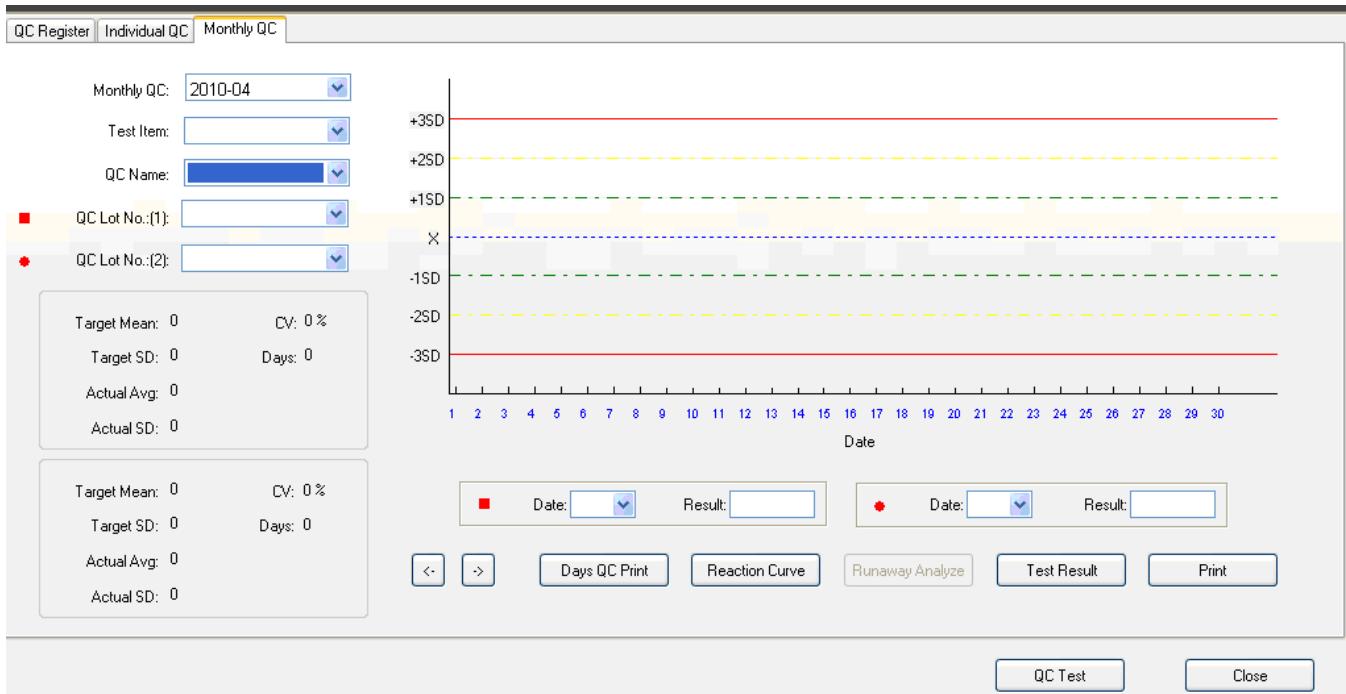 QC Register Individual QC Monthly QC
Monthly QC: 2010-04
Test Item:
QC Name:
QC Lot No.:(1):
QC Lot No.:(2):
Target Mean: 0 CV: 0 %
Target SD: 0 Days: 0
Actual Avg: 0
Actual SD: 0
Target Mean: 0 CV: 0 %
Target SD: 0 Days: 0
Actual Avg: 0
Actual SD: 0
+3SD
+2SD
+1SD
X
-1SD
-2SD
-3SD
1 2 3 4 5 6 7 8 9 10 11 12 13 14 15 16 17 18 19 20 21 22 23 24 25 26 27 28 29 30
Date
Date: Result: Date: Result:
<- -> Days QC Print Reaction Curve Runaway Analyze Test Result Print
QC Test Close